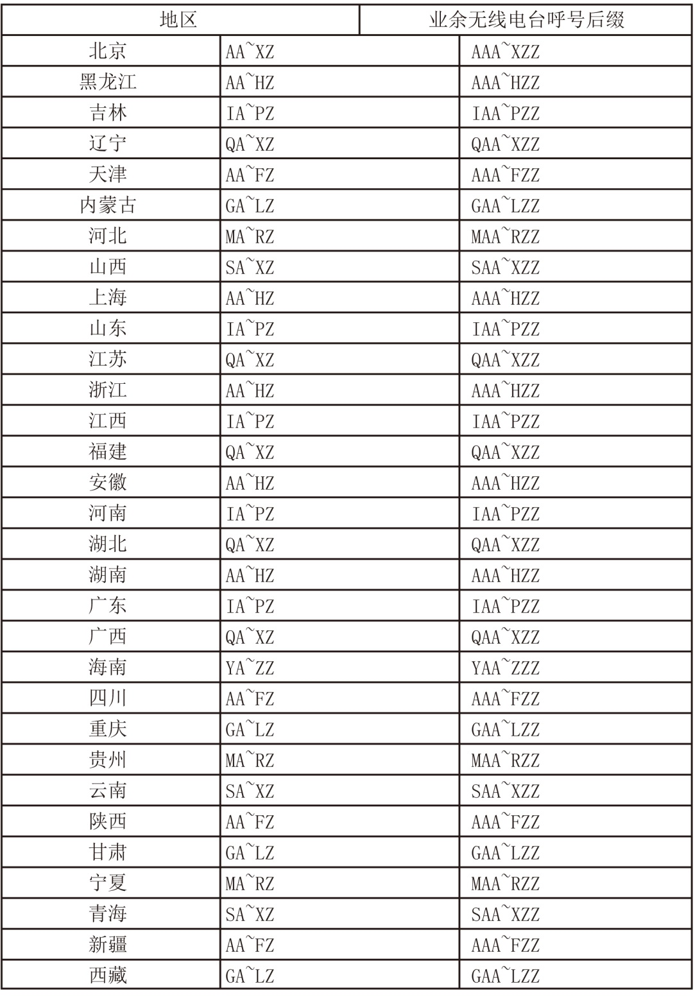 地区 业余无线电台呼号后缀
北京 AA~XZ AAA~XZZ
黑龙江 AA~HZ AAA~HZZ
吉林 IA~PZ IAA~PZZ
辽宁 QA~XZ QAA~XZZ
天津 AA~FZ AAA~FZZ
内蒙古 GA~LZ GAA~LZZ
河北 MA~RZ MAA~RZZ
山西 SA~XZ SAA~XZZ
上海 AA~HZ AAA~HZZ
山东 IA~PZ IAA~PZZ
江苏 QA~XZ QAA~XZZ
浙江 AA~HZ AAA~HZZ
江西 IA~PZ IAA~PZZ
福建 QA~XZ QAA~XZZ
安徽 AA~HZ AAA~HZZ
河南 IA~PZ IAA~PZZ
湖北 QA~XZ QAA~XZZ
湖南 AA~HZ AAA~HZZ
广东 IA~PZ IAA~PZZ
广西 QA~XZ QAA~XZZ
海南 YA~ZZ YAA~ZZZ
四川 AA~FZ AAA~FZZ
重庆 GA~LZ GAA~LZZ
贵州 MA~RZ MAA~RZZ
云南 SA~XZ SAA~XZZ
陕西 AA~FZ AAA~FZZ
甘肃 GA~LZ GAA~LZZ
宁夏 MA~RZ MAA~RZZ
青海 SA~XZ SAA~XZZ
新疆 AA~FZ AAA~FZZ
西藏 GA~LZ GAA~LZZ